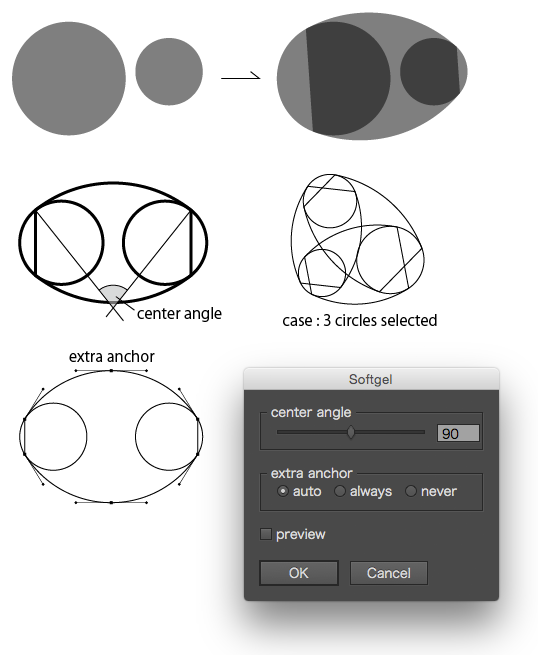 center angle
case : 3 circles selected
extra anchor
Softgel
center angle
90
extra anchor
auto always never
preview
OK Cancel